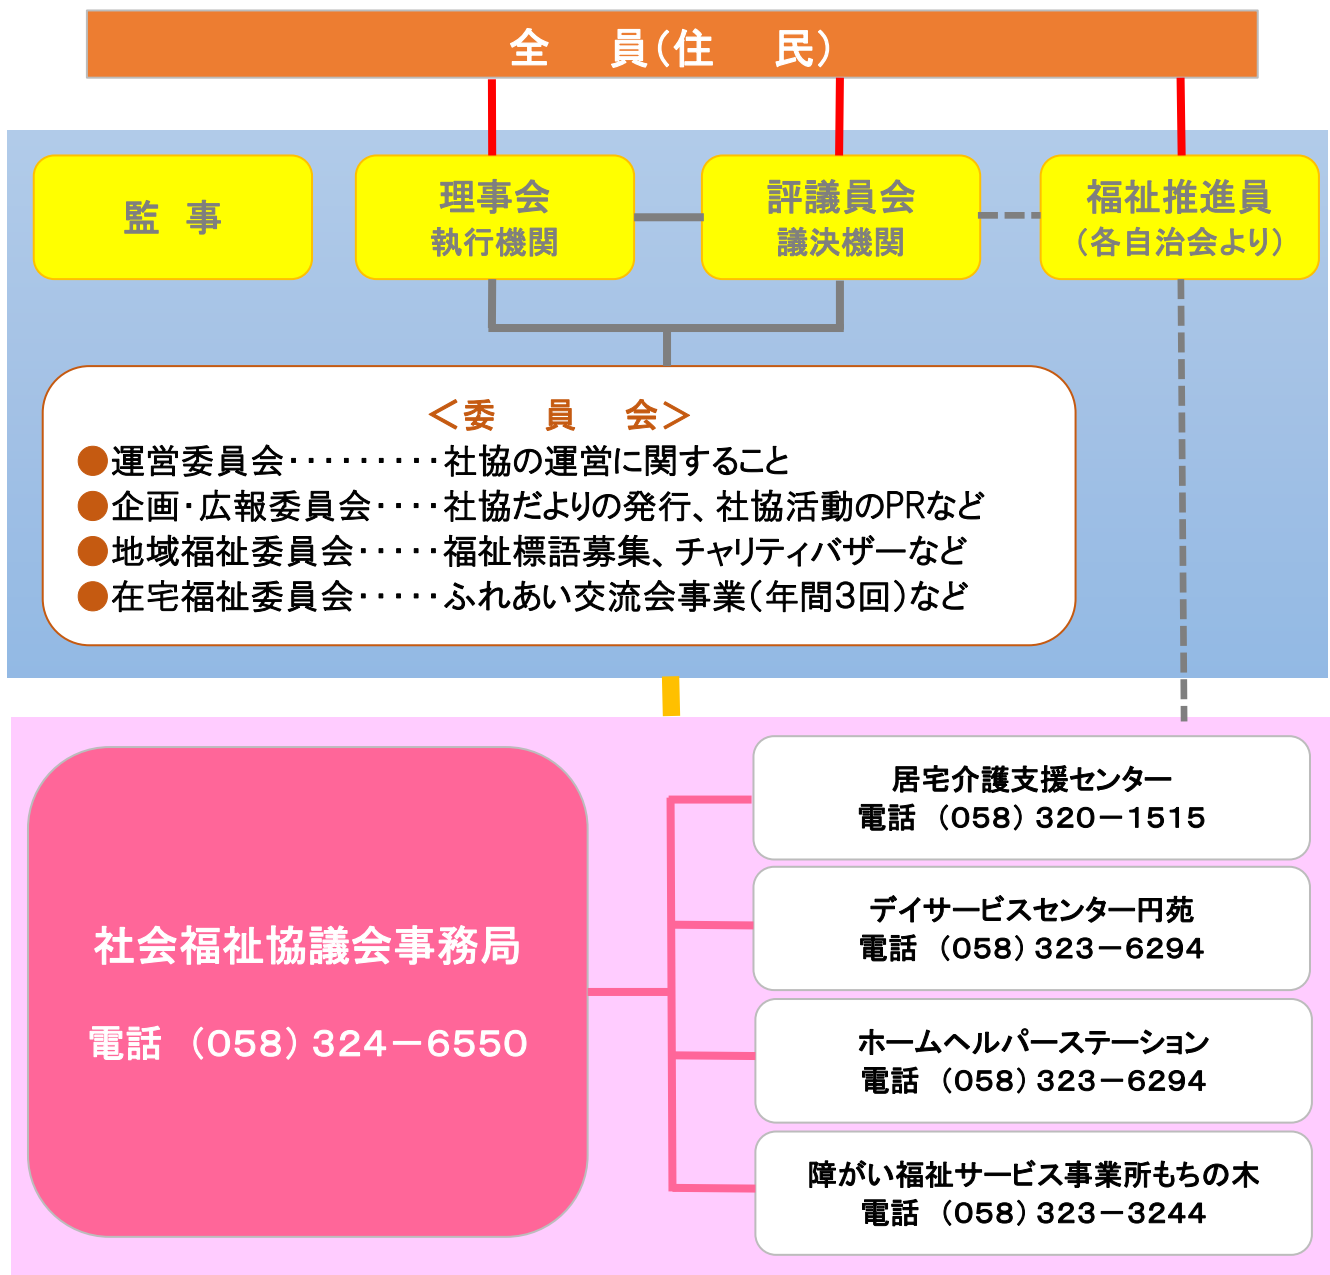 全　員（住　民）
監　事
理事会
執行機関
評議員会
議決機関
福祉推進員
（各自治会より）
＜委　員　会＞
●運営委員会・・・・・・・・・社協の運営に関すること
●企画・広報委員会・・・・社協だよりの発行、社協活動のPRなど
●地域福祉委員会・・・・・福祉標語募集、チャリティバザーなど
●在宅福祉委員会・・・・・ふれあい交流会事業（年間３回）など
社会福祉協議会事務局
電話　（０５８）３２４－６５５０
居宅介護支援センター
電話　（０５８）３２０－１５１５
デイサービスセンター円苑
電話　（０５８）３２３－６２９４
ホームヘルパーステーション
電話　（０５８）３２３－６２９４
障がい福祉サービス事業所もちの木
電話　（０５８）３２３－３２４４